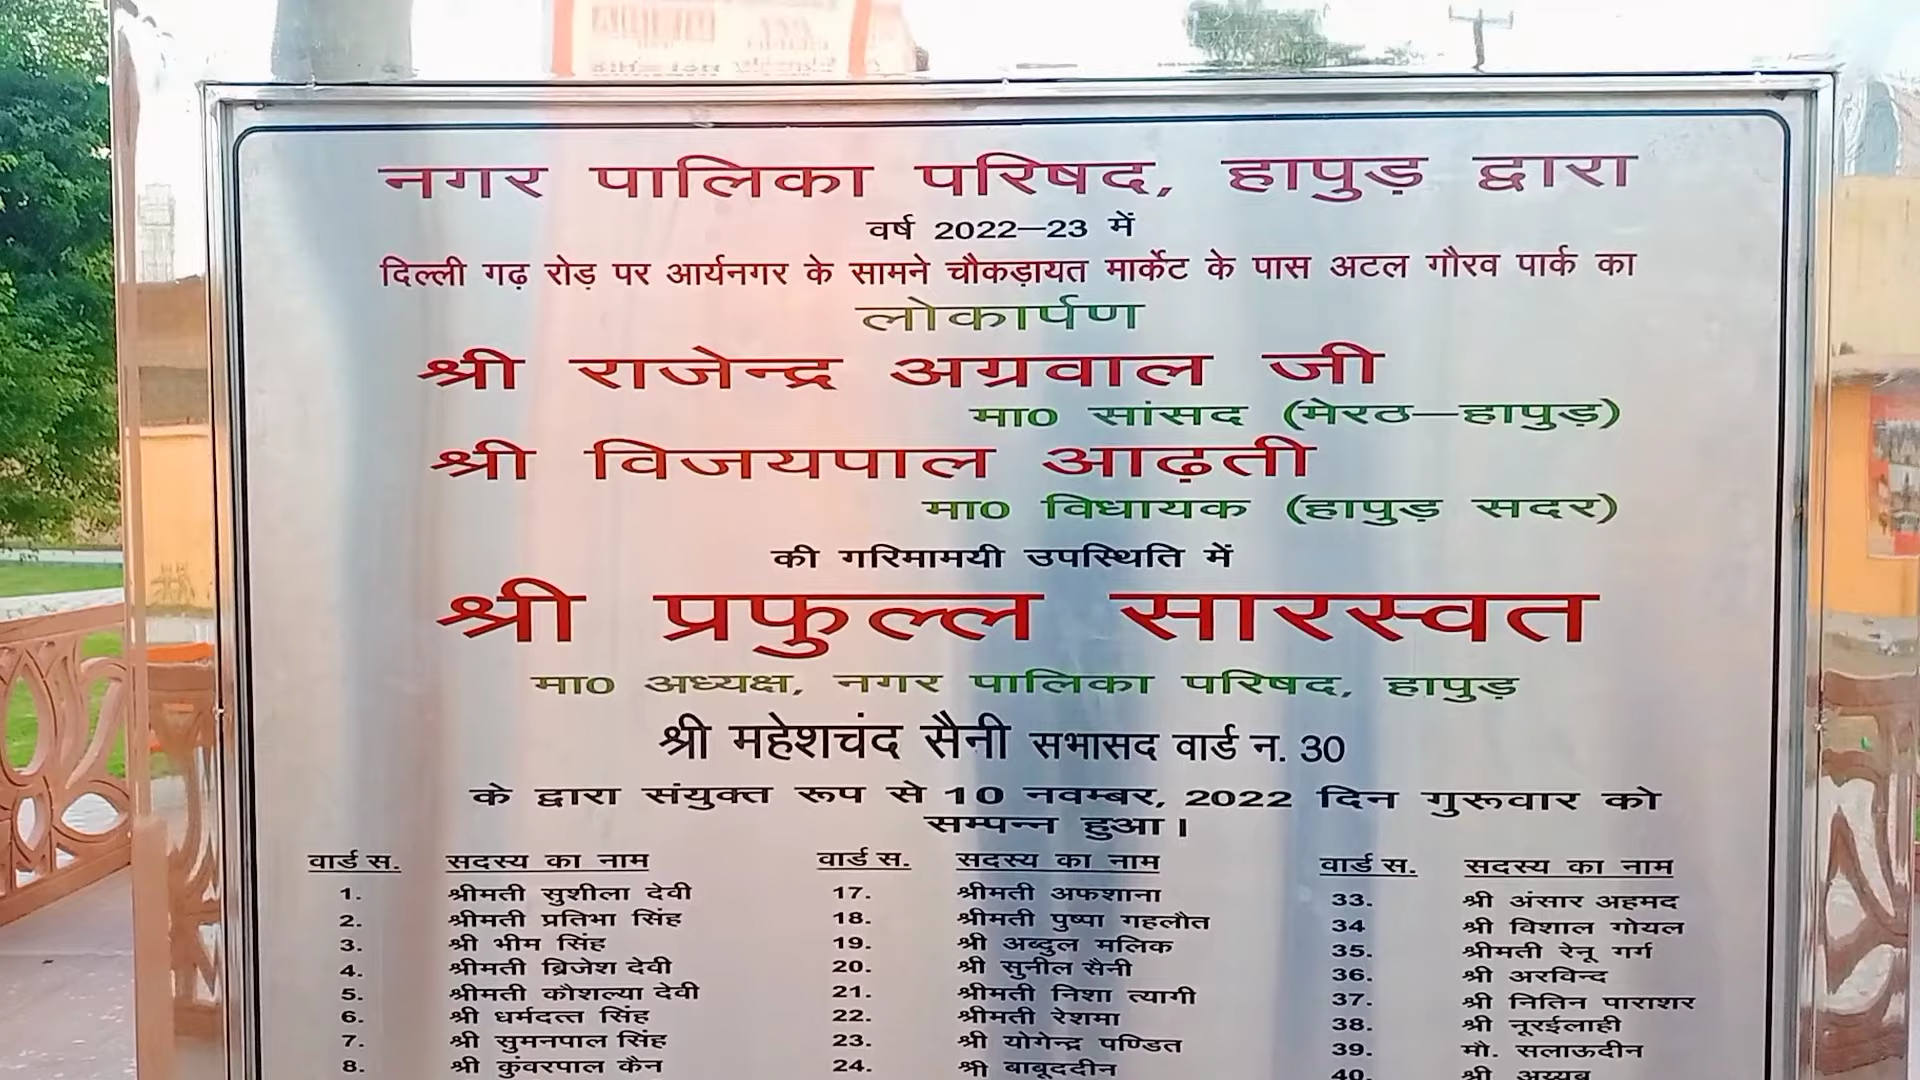 नगर पालिका परिषद, हापुड़ द्वारा
वर्ष 2022–23 में
दिल्ली गढ़ रोड़ पर आर्यनगर के सामने चौकड़ायत मार्केट के पास अटल गौरव पार्क का
लोकार्पण
श्री राजेन्द्र अग्रवाल जी
मा0 सांसद (मेरठ–हापुड़)
श्री विजयपाल आढ़ती
मा0 विधायक (हापुड़ सदर)
की गरिमामयी उपस्थिति में
श्री प्रफुल्ल सारस्वत
मा0 अध्यक्ष, नगर पालिका परिषद, हापुड़
श्री महेशचंद सैनी सभासद वार्ड न. 30
के द्वारा संयुक्त रूप से 10 नवम्बर, 2022 दिन गुरूवार को
सम्पन्न हुआ।
वार्ड स. सदस्य का नाम वार्ड स. सदस्य का नाम वार्ड स. सदस्य का नाम
1. श्रीमती सुशीला देवी 17. श्रीमती अफशाना 33. श्री अंसार अहमद
2. श्रीमती प्रतिभा सिंह 18. श्रीमती पुष्पा गहलौत 34 श्री विशाल गोयल
3. श्री भीम सिंह 19. श्री अब्दुल मलिक 35. श्रीमती रेनू गर्ग
4. श्रीमती ब्रिजेश देवी 20. श्री सुनील सैनी 36. श्री अरविन्द
5. श्रीमती कौशल्या देवी 21. श्रीमती निशा त्यागी 37. श्री नितिन पाराशर
6. श्री धर्मदत्त सिंह 22. श्रीमती रेशमा 38. श्री नूरईलाही
7. श्री सुमनपाल सिंह 23. श्री योगेन्द्र पण्डित 39. मौ. सलाऊदीन
8. श्री कुंवरपाल कैन 24. श्री बाबूददीन 40. श्री अय्यूब